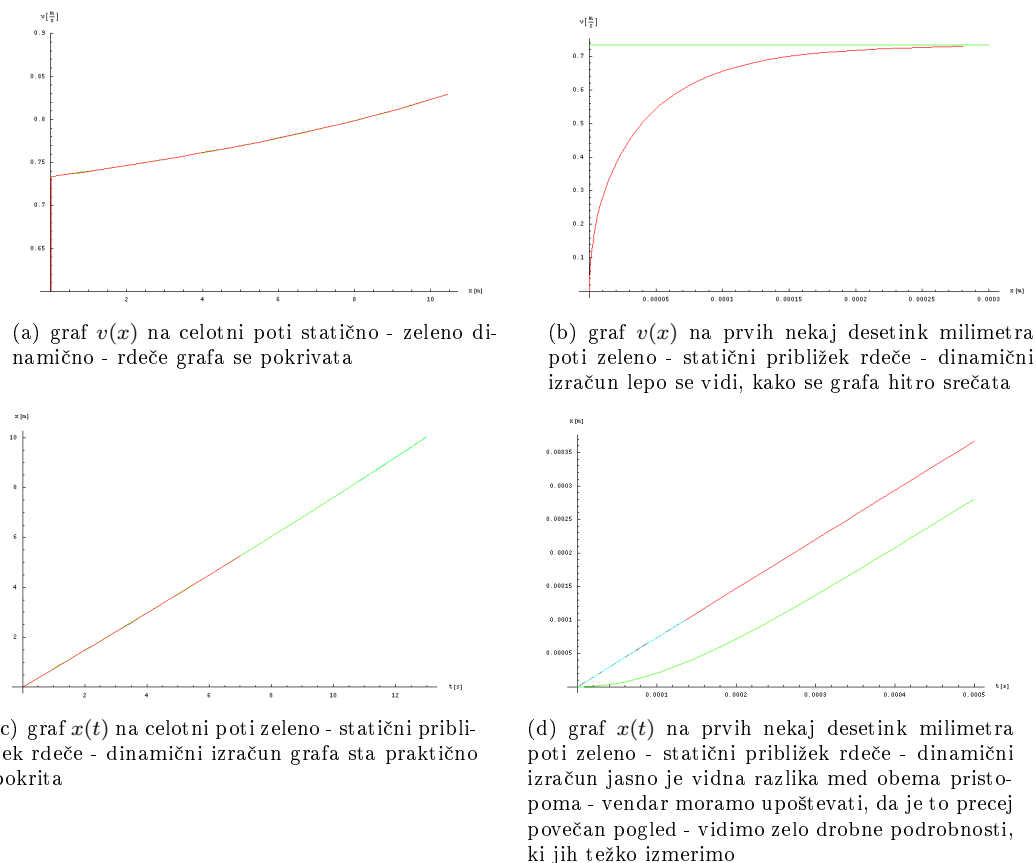 v[m/s]
0.9
0.85
0.8
0.75
0.7
0.65
2
4
6
8
10
x[m]
(a) graf v(x) na celotni poti statično - zeleno di-
namično - rdeče grafa se pokrivata
v[m/s]
0.7
0.6
0.5
0.4
0.3
0.2
0.1
0.00005
0.0001
0.00015
0.0002
0.00025
0.0003
x[m]
(b) graf v(x) na prvih nekaj desetink milimetra
poti zeleno - statični približek rdeče - dinamični
izračun lepo se vidi, kako se grafa hitro srečata
x[m]
10
8
6
4
2
2
4
6
8
10
12
t[s]
c) graf x(t) na celotni poti zeleno - statični pribli-
ek rdeče - dinamični izračun grafa sta praktično
pokrita
x[m]
0.00035
0.0003
0.00025
0.0002
0.00015
0.0001
0.00005
0.0001
0.0002
0.0003
0.0004
0.0005
t[s]
(d) graf x(t) na prvih nekaj desetink milimetra
poti zeleno - statični približek rdeče - dinamični
izračun jasno je vidna razlika med obema pristo-
poma - vendar moramo upoštevati, da je to precej
povečan pogled - vidimo zelo drobne podrobnosti,
ki jih težko izmerimo